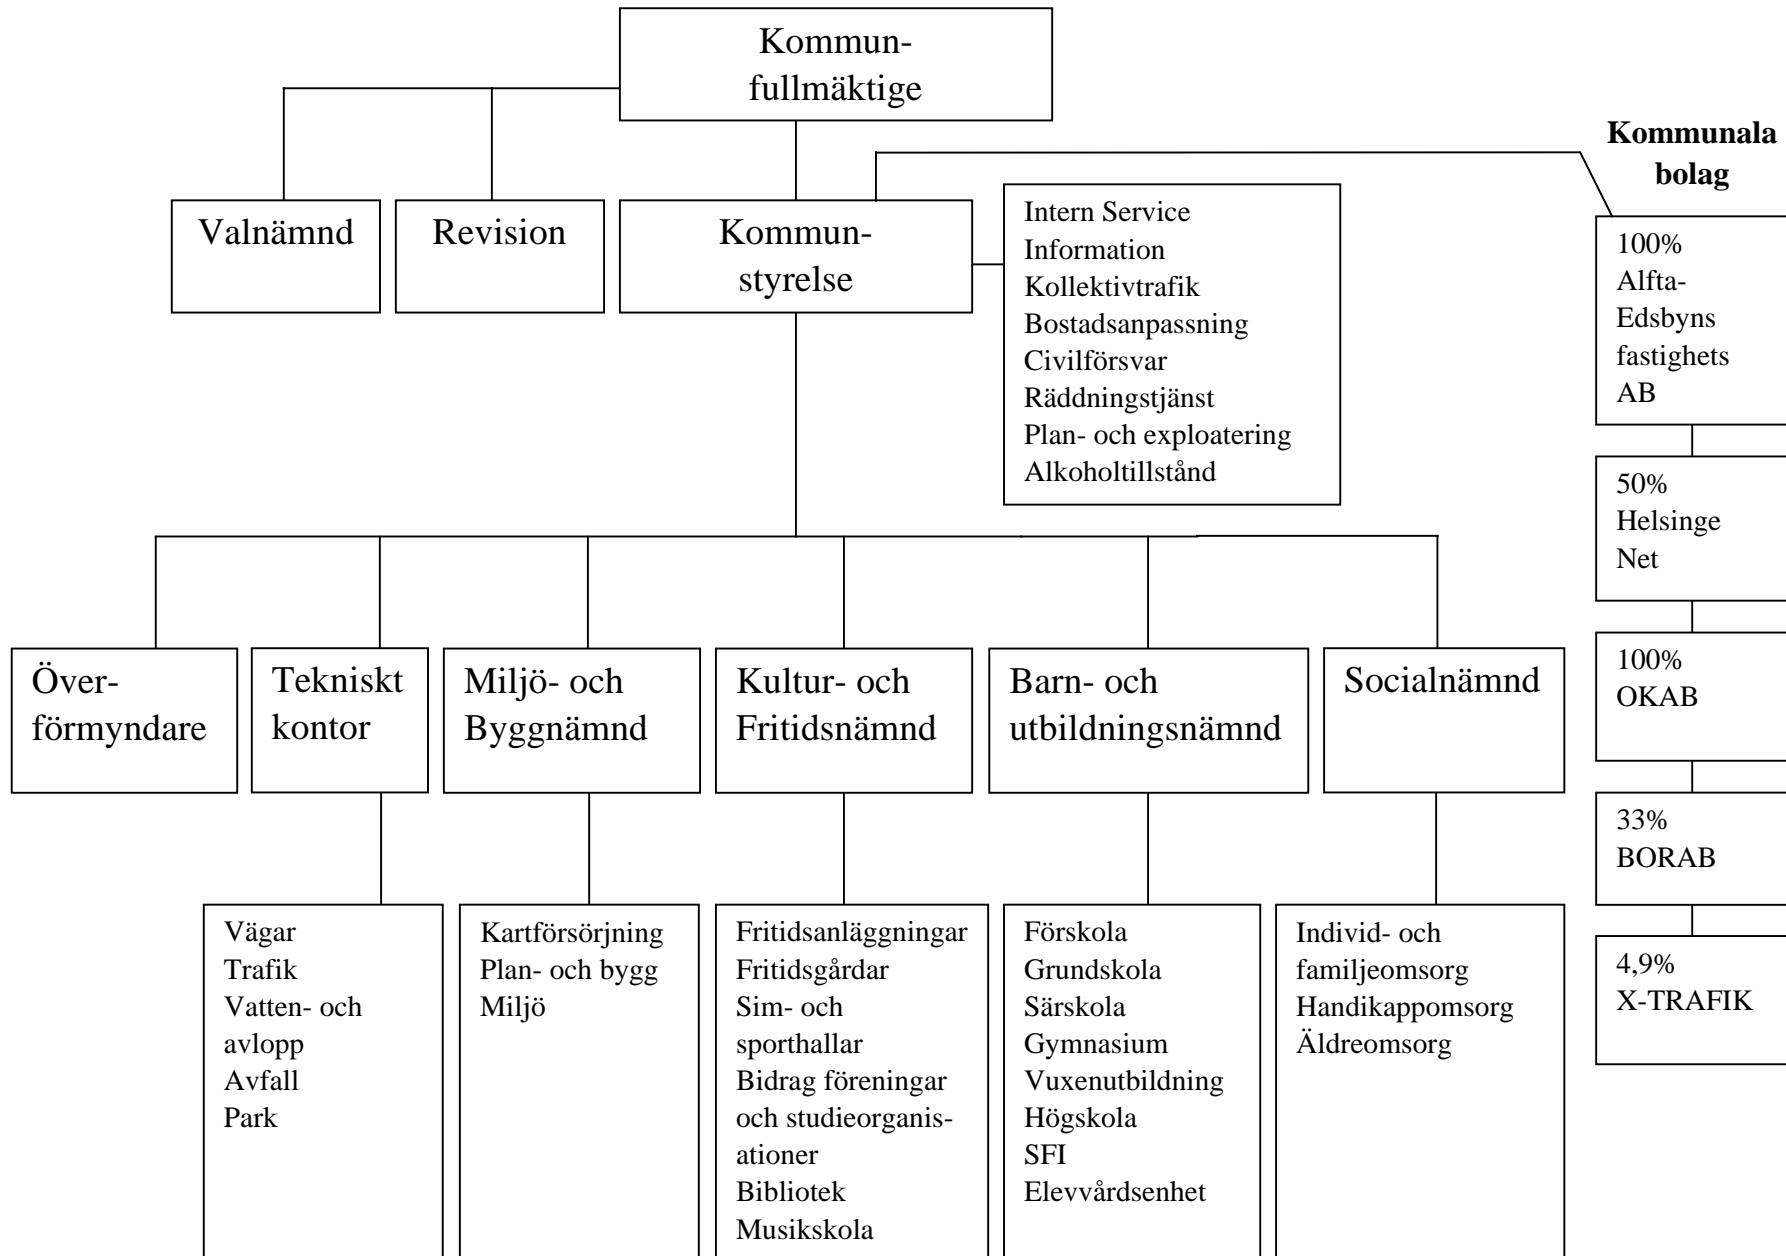 Kommun-
fullmäktige
Kommunala
bolag
Valnämnd
Revision
Kommun-
styrelse
Intern Service
Information
Kollektivtrafik
Bostadsanpassning
Civilförsvar
Räddningstjänst
Plan- och exploatering
Alkoholtillstånd
100%
Alfta-
Edsbyns
fastighets
AB
50%
Helsinge
Net
100%
OKAB
33%
BORAB
4,9%
X-TRAFIK
Över-
förmyndare
Tekniskt
kontor
Miljö- och
Byggnämnd
Kultur- och
Fritidsnämnd
Barn- och
utbildningsnämnd
Socialnämnd
Vägar
Trafik
Vatten- och
avlopp
Avfall
Park
Kartförsörjning
Plan- och bygg
Miljö
Fritidsanläggningar
Fritidsgårdar
Sim- och
sporthallar
Bidrag föreningar
och studieorganis-
ationer
Bibliotek
Musikskola
Förskola
Grundskola
Särskola
Gymnasium
Vuxenutbildning
Högskola
SFI
Elevvårdsenhet
Individ- och
familjeomsorg
Handikappomsorg
Äldreomsorg